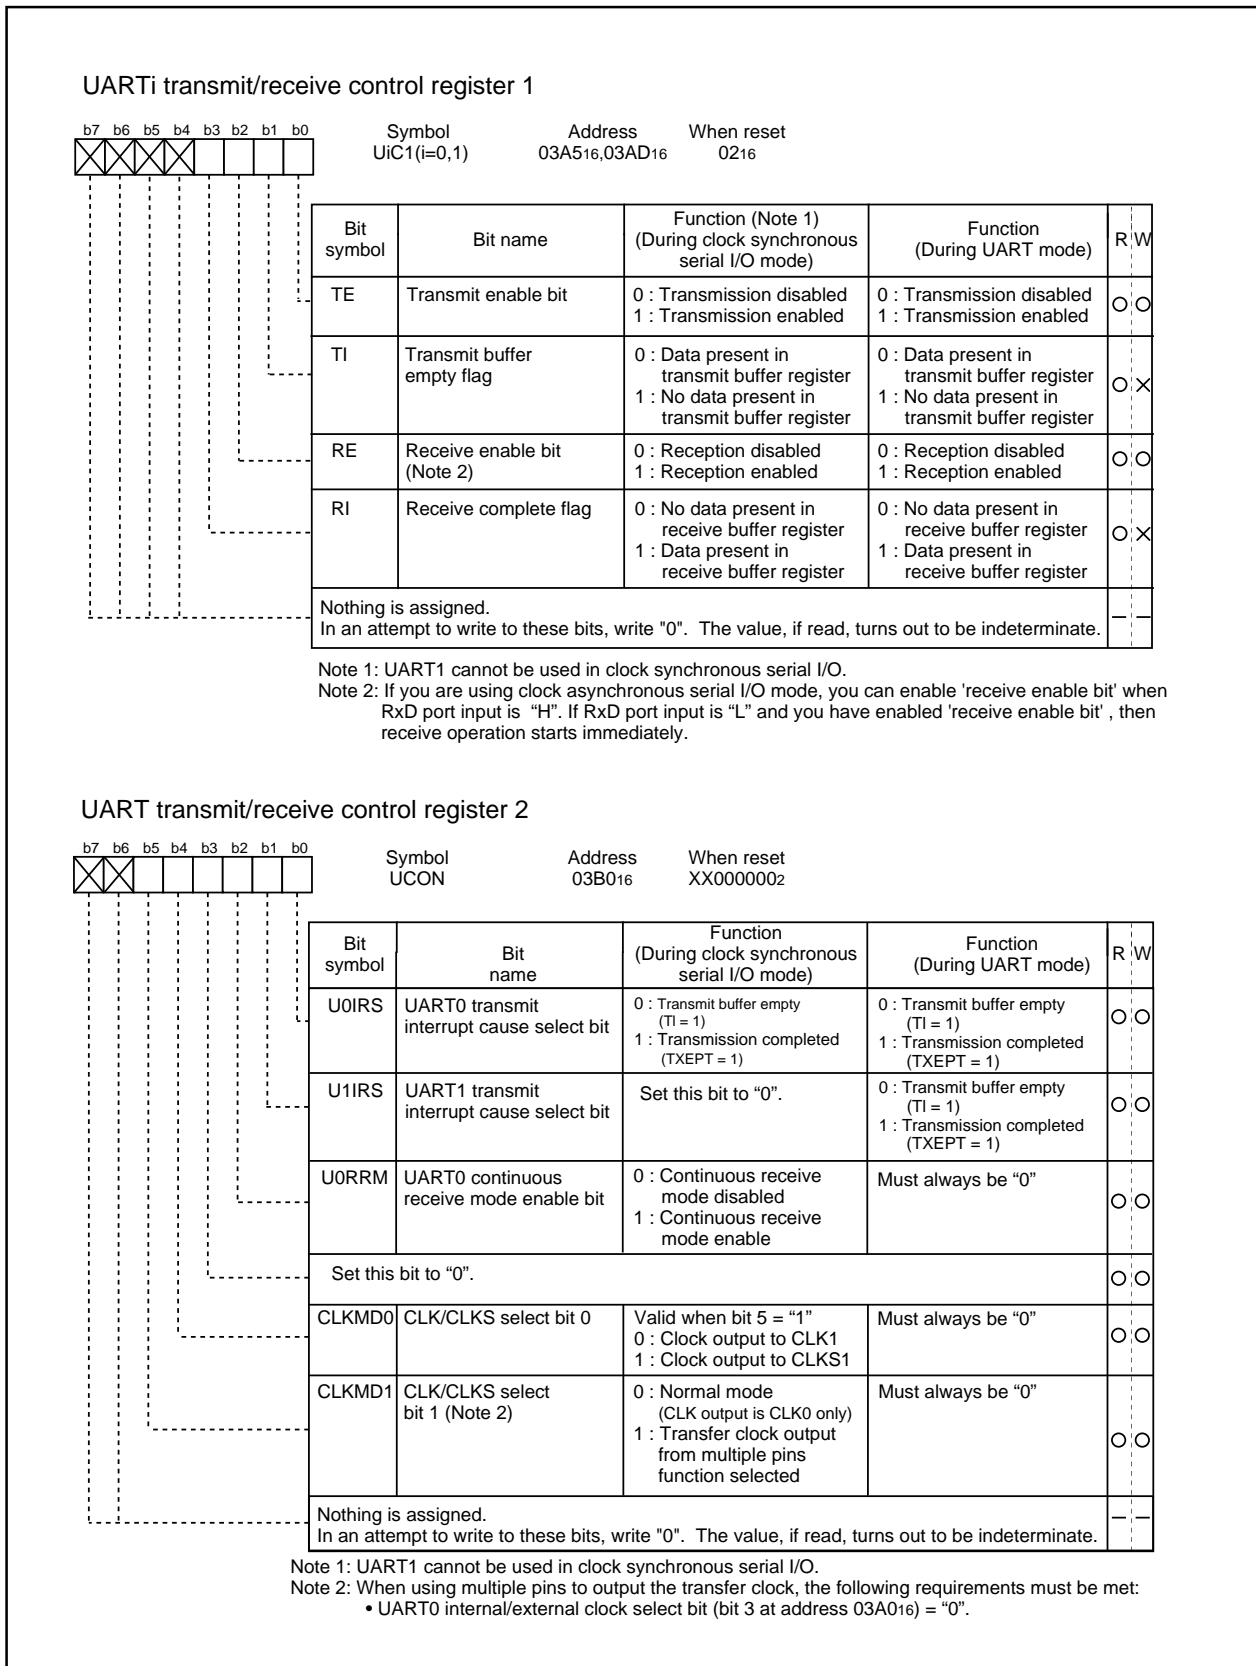 UARTi transmit/receive control register 1
b7 b6 b5 b4 b3 b2 b1 b0
Symbol Address When reset
UiC1(i=0,1) 03A516,03AD16 0216
Bit symbol
Bit name
Function (Note 1)
(During clock synchronous
serial I/O mode)
Function
(During UART mode)
R W
TE
Transmit enable bit
0 : Transmission disabled
1 : Transmission enabled
0 : Transmission disabled
1 : Transmission enabled
TI
Transmit buffer
empty flag
0 : Data present in
transmit buffer register
1 : No data present in
transmit buffer register
0 : Data present in
transmit buffer register
1 : No data present in
transmit buffer register
RE
Receive enable bit
(Note 2)
0 : Reception disabled
1 : Reception enabled
0 : Reception disabled
1 : Reception enabled
RI
Receive complete flag
0 : No data present in
receive buffer register
1 : Data present in
receive buffer register
0 : No data present in
receive buffer register
1 : Data present in
receive buffer register
Nothing is assigned.
In an attempt to write to these bits, write "0". The value, if read, turns out to be indeterminate.
Note 1: UART1 cannot be used in clock synchronous serial I/O.
Note 2: If you are using clock asynchronous serial I/O mode, you can enable 'receive enable bit' when
RxD port input is “H”. If RxD port input is “L” and you have enabled 'receive enable bit' , then
receive operation starts immediately.
UART transmit/receive control register 2
b7 b6 b5 b4 b3 b2 b1 b0
Symbol Address When reset
UCON 03B016 XX0000002
Bit
symbol
Bit
name
Function
(During clock synchronous
serial I/O mode)
Function
(During UART mode)
R W
U0IRS
UART0 transmit
interrupt cause select bit
0 : Transmit buffer empty
(TI = 1)
1 : Transmission completed
(TXEPT = 1)
0 : Transmit buffer empty
(TI = 1)
1 : Transmission completed
(TXEPT = 1)
U1IRS
UART1 transmit
interrupt cause select bit
Set this bit to “0”.
0 : Transmit buffer empty
(TI = 1)
1 : Transmission completed
(TXEPT = 1)
U0RRM
UART0 continuous
receive mode enable bit
0 : Continuous receive
mode disabled
1 : Continuous receive
mode enable
Must always be “0”
Set this bit to “0”.
CLKMD0
CLK/CLKS select bit 0
Valid when bit 5 = “1”
0 : Clock output to CLK1
1 : Clock output to CLKS1
Must always be “0”
CLKMD1
CLK/CLKS select
bit 1 (Note 2)
0 : Normal mode
(CLK output is CLK0 only)
1 : Transfer clock output
from multiple pins
function selected
Must always be “0”
Nothing is assigned.
In an attempt to write to these bits, write "0". The value, if read, turns out to be indeterminate.
Note 1: UART1 cannot be used in clock synchronous serial I/O.
Note 2: When using multiple pins to output the transfer clock, the following requirements must be met:
• UART0 internal/external clock select bit (bit 3 at address 03A016) = “0”.